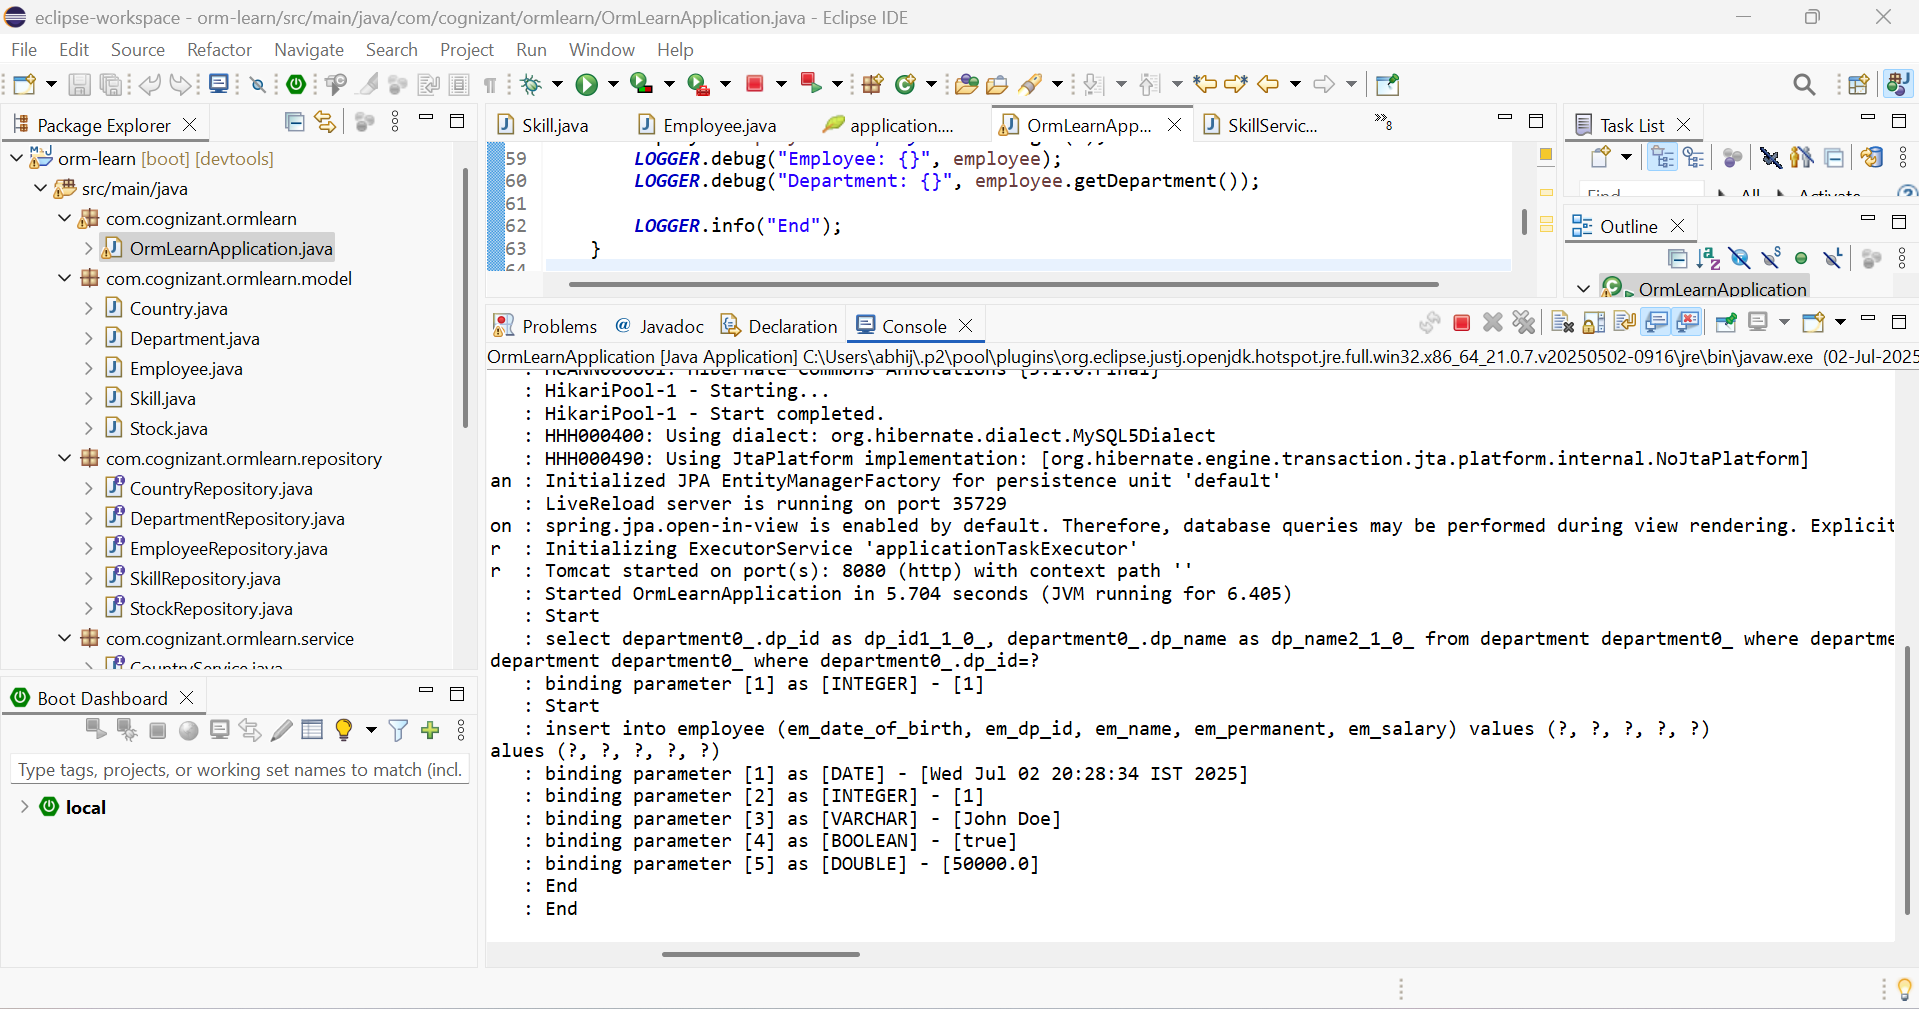 eclipse-workspace - orm-learn/src/main/java/com/cognizant/ormlearn/OrmLearnApplication.java - Eclipse IDE
File Edit Source Refactor Navigate Search Project Run Window Help
Package Explorer
orm-learn [boot] [devtools]
src/main/java
com.cognizant.ormlearn
OrmLearnApplication.java
com.cognizant.ormlearn.model
Country.java
Department.java
Employee.java
Skill.java
Stock.java
com.cognizant.ormlearn.repository
CountryRepository.java
DepartmentRepository.java
EmployeeRepository.java
SkillRepository.java
StockRepository.java
com.cognizant.ormlearn.service
CountryService.java
Boot Dashboard
Type tags, projects, or working set names to match (incl.
local
Skill.java Employee.java application.... OrmLearnApp... SkillServic... »8
59 LOGGER.debug("Employee: {}", employee);
60 LOGGER.debug("Department: {}", employee.getDepartment());
61
62 LOGGER.info("End");
63 }
64
Task List
Find All Activate...
Outline
OrmLearnApplication
Problems @ Javadoc Declaration Console
OrmLearnApplication [Java Application] C:\Users\abhij\.p2\pool\plugins\org.eclipse.justj.openjdk.hotspot.jre.full.win32.x86_64_21.0.7.v20250502-0916\jre\bin\javaw.exe (02-Jul-2025
: HCANN000001: Hibernate Commons Annotations {5.1.0.Final}
: HikariPool-1 - Starting...
: HikariPool-1 - Start completed.
: HHH000400: Using dialect: org.hibernate.dialect.MySQL5Dialect
: HHH000490: Using JtaPlatform implementation: [org.hibernate.engine.transaction.jta.platform.internal.NoJtaPlatform]
an : Initialized JPA EntityManagerFactory for persistence unit 'default'
: LiveReload server is running on port 35729
on : spring.jpa.open-in-view is enabled by default. Therefore, database queries may be performed during view rendering. Explicit
r : Initializing ExecutorService 'applicationTaskExecutor'
r : Tomcat started on port(s): 8080 (http) with context path ''
: Started OrmLearnApplication in 5.704 seconds (JVM running for 6.405)
: Start
: select department0_.dp_id as dp_id1_1_0_, department0_.dp_name as dp_name2_1_0_ from department department0_ where departme
department department0_ where department0_.dp_id=?
: binding parameter [1] as [INTEGER] - [1]
: Start
: insert into employee (em_date_of_birth, em_dp_id, em_name, em_permanent, em_salary) values (?, ?, ?, ?, ?)
alues (?, ?, ?, ?, ?)
: binding parameter [1] as [DATE] - [Wed Jul 02 20:28:34 IST 2025]
: binding parameter [2] as [INTEGER] - [1]
: binding parameter [3] as [VARCHAR] - [John Doe]
: binding parameter [4] as [BOOLEAN] - [true]
: binding parameter [5] as [DOUBLE] - [50000.0]
: End
: End